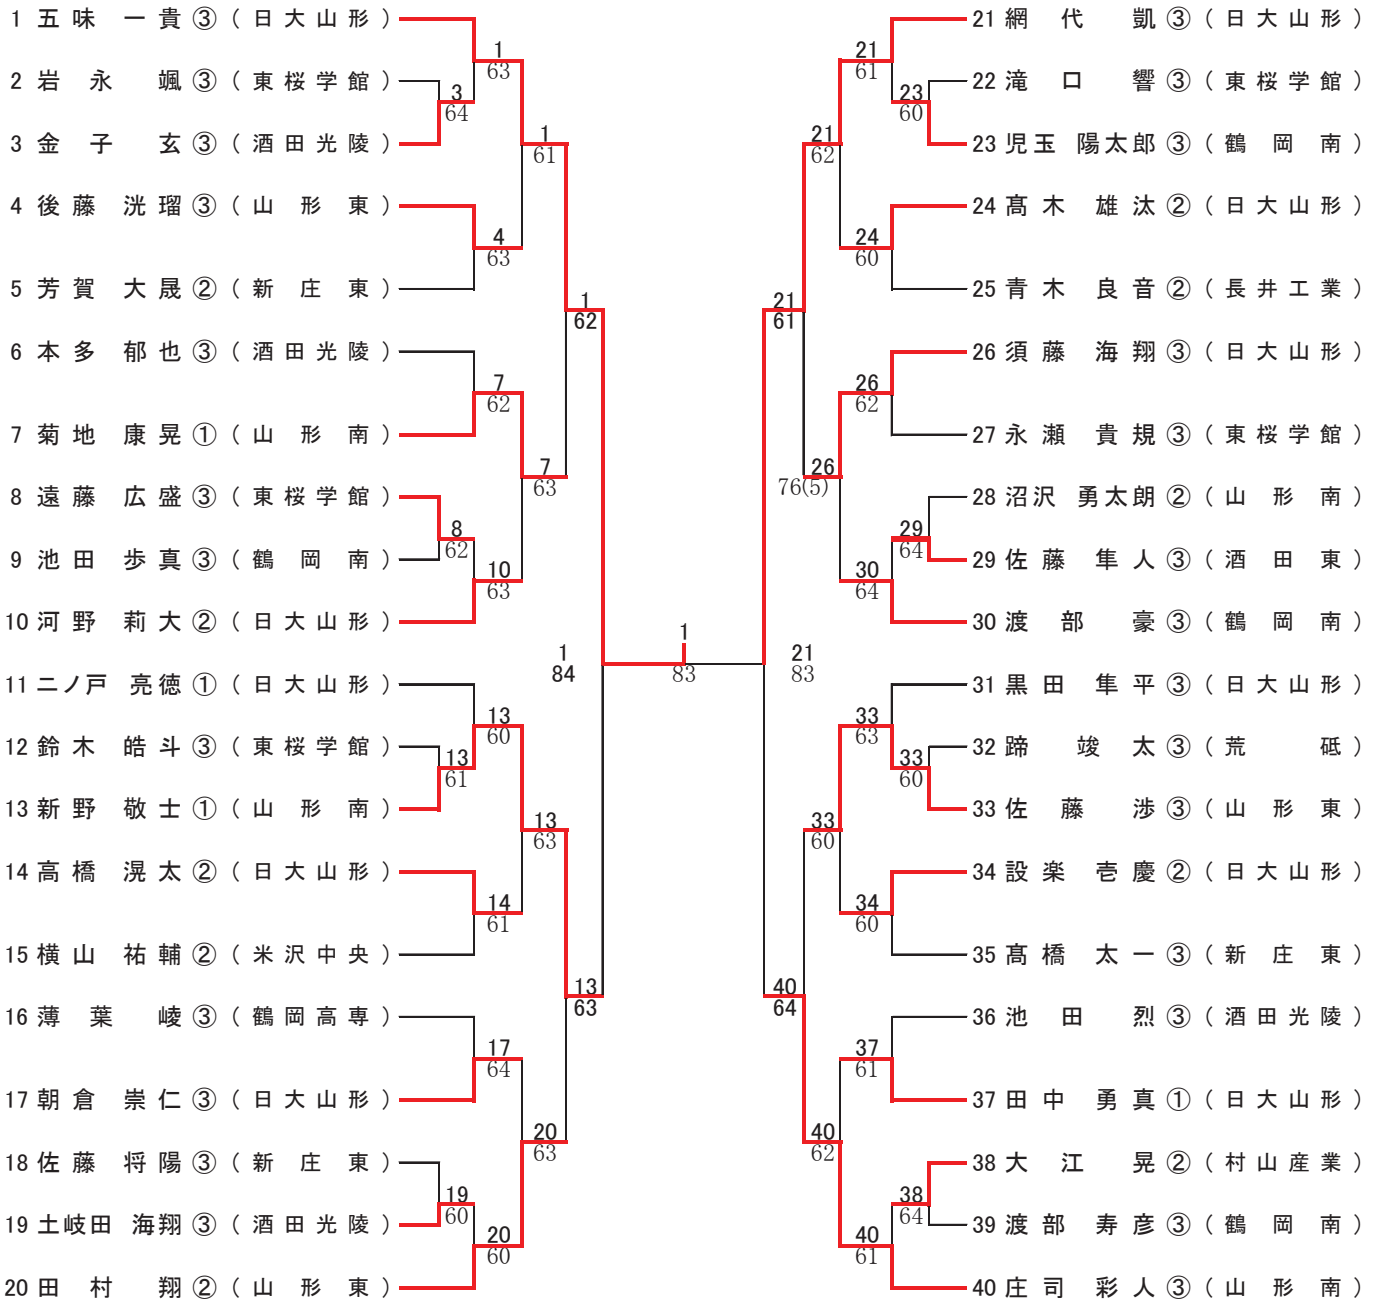 1 五味 一貴 ③ (日大山形)
2 岩永 颯 ③ (東桜学館)
3 金子 玄 ③ (酒田光陵)
4 後藤 洸瑠 ③ (山形東)
5 芳賀 大晟 ② (新庄東)
6 本多 郁也 ③ (酒田光陵)
7 菊地 康晃 ① (山形南)
8 遠藤 広盛 ③ (東桜学館)
9 池田 歩真 ③ (鶴岡南)
10 河野 莉大 ② (日大山形)
11 二ノ戸 亮徳 ① (日大山形)
12 鈴木 皓斗 ③ (東桜学館)
13 新野 敬士 ① (山形南)
14 高橋 滉太 ② (日大山形)
15 横山 祐輔 ② (米沢中央)
16 薄葉 崚 ③ (鶴岡高専)
17 朝倉 崇仁 ③ (日大山形)
18 佐藤 将陽 ③ (新庄東)
19 土岐田 海翔 ③ (酒田光陵)
20 田村 翔 ② (山形東)
3
64
8
62
13
61
19
60
1
63
4
63
7
62
10
63
13
60
14
61
17
64
20
60
1
61
7
63
13
63
20
63
1
62
13
63
1
84
1
83
21
83
21
61
40
64
21
62
26
76(5)
33
60
40
62
21
61
24
60
26
62
30
64
33
63
34
60
37
61
40
61
23
60
29
64
33
60
38
64
21 網代 凱 ③ (日大山形)
22 滝口 響 ③ (東桜学館)
23 児玉 陽太郎 ③ (鶴岡南)
24 髙木 雄汰 ② (日大山形)
25 青木 良音 ② (長井工業)
26 須藤 海翔 ③ (日大山形)
27 永瀬 貴規 ③ (東桜学館)
28 沼沢 勇太朗 ② (山形南)
29 佐藤 隼人 ③ (酒田東)
30 渡部 豪 ③ (鶴岡南)
31 黒田 隼平 ③ (日大山形)
32 蹄 竣太 ③ (荒砥)
33 佐藤 渉 ③ (山形東)
34 設楽 壱慶 ② (日大山形)
35 髙橋 太一 ③ (新庄東)
36 池田 烈 ③ (酒田光陵)
37 田中 勇真 ① (日大山形)
38 大江 晃 ② (村山産業)
39 渡部 寿彦 ③ (鶴岡南)
40 庄司 彩人 ③ (山形南)